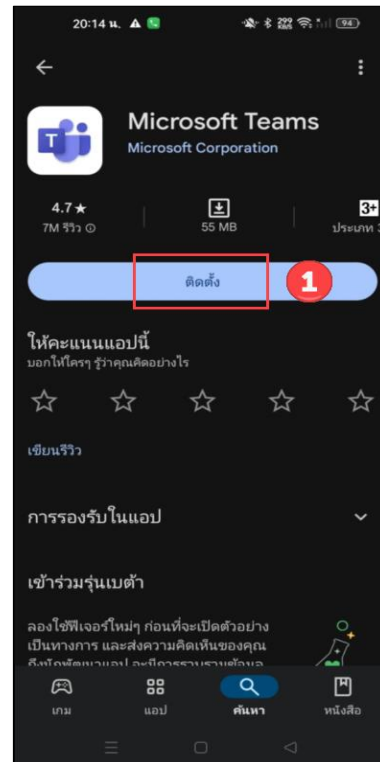 20:14 น.
94
Microsoft Teams
Microsoft Corporation
4.7★
7M รีวิว
55 MB
3+
ประเภท
ติดตั้ง
1
ให้คะแนนแอปนี้
บอกให้ใครๆ รู้ว่าคุณคิดอย่างไร
เขียนรีวิว
การรองรับในแอป
เข้าร่วมรุ่นเบต้า
ลองใช้ฟีเจอร์ใหม่ๆ ก่อนที่จะเปิดตัวอย่าง
เป็นทางการ และส่งความคิดเห็นของคุณ
เกม
แอป
ค้นหา
หนังสือ